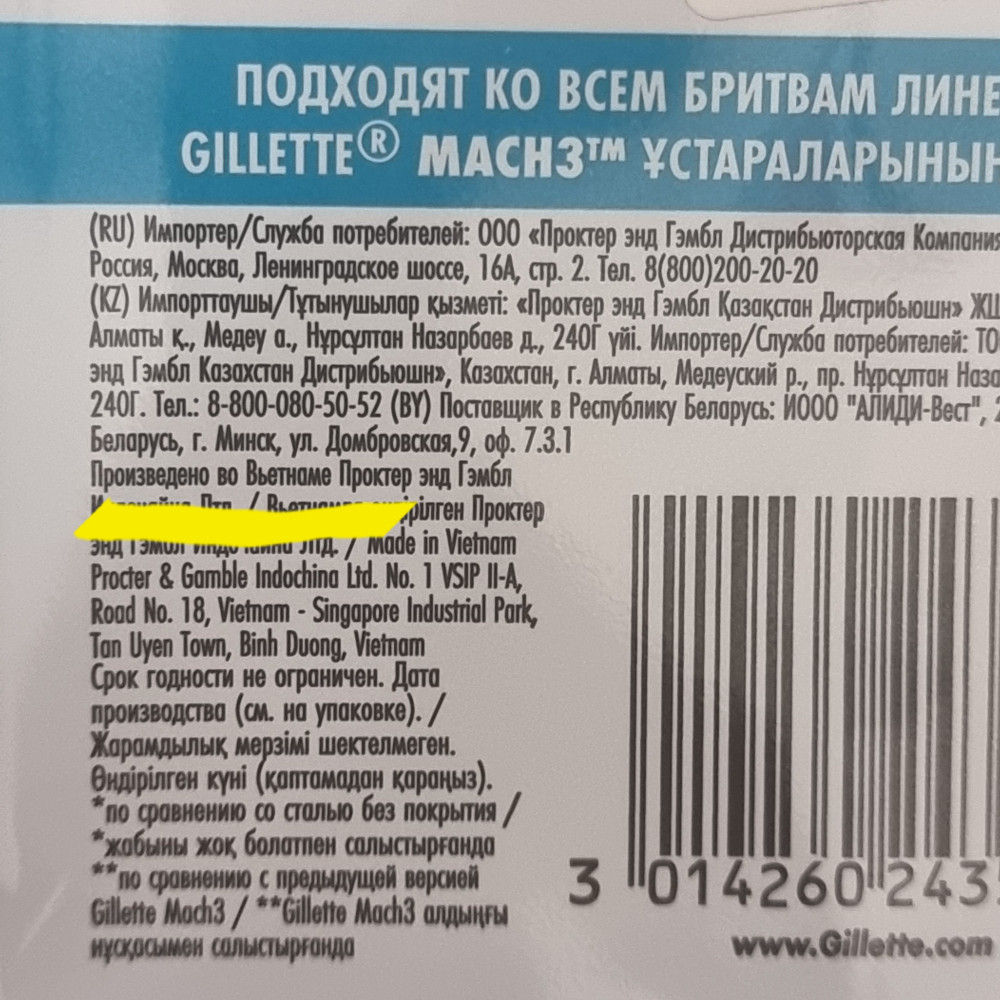 ПОДХОДЯТ КО ВСЕМ БРИТВАМ ЛИНЕ
GILLETTE® MACH3™ ҰСТАРАЛАРЫНЫҢ
(RU) Импортер/Служба потребителей: ООО «Проктер энд Гэмбл Дистрибьюторская Компания
Россия, Москва, Ленинградское шоссе, 16А, стр. 2. Тел. 8(800)200-20-20
(KZ) Импорттаушы/Тұтынушылар қызметі: «Проктер энд Гэмбл Қазақстан Дистрибьюшн» ЖШ
Алматы қ., Медеу а., Нұрсұлтан Назарбаев д., 240Г үйі. Импортер/Служба потребителей: ТО
энд Гэмбл Казахстан Дистрибьюшн», Казахстан, г. Алматы, Медеуский р., пр. Нұрсұлтан Наза
240Г. Тел.: 8-800-080-50-52 (BY) Поставщик в Республику Беларусь: ИООО "АЛИДИ-Вест",
Беларусь, г. Минск, ул. Домбровская,9, оф. 7.3.1
Произведено во Вьетнаме Проктер энд Гэмбл
/ Проктер
энд Гэмбл / Made in Vietnam
Procter & Gamble Indochina Ltd. No. 1 VSIP II-A,
Road No. 18, Vietnam - Singapore Industrial Park,
Tan Uyen Town, Binh Duong, Vietnam
Срок годности не ограничен. Дата
производства (см. на упаковке). /
Жарамдылық мерзімі шектелмеген.
Өндірілген күні (қаптамадан қараңыз).
*по сравнению со сталью без покрытия /
*жабыны жоқ болатпен салыстырғанда
**по сравнению с предыдущей версией
Gillette Mach3 / **Gillette Mach3 алдыңғы
нұсқасымен салыстырғанда
3 014260 243
www.Gillette.com